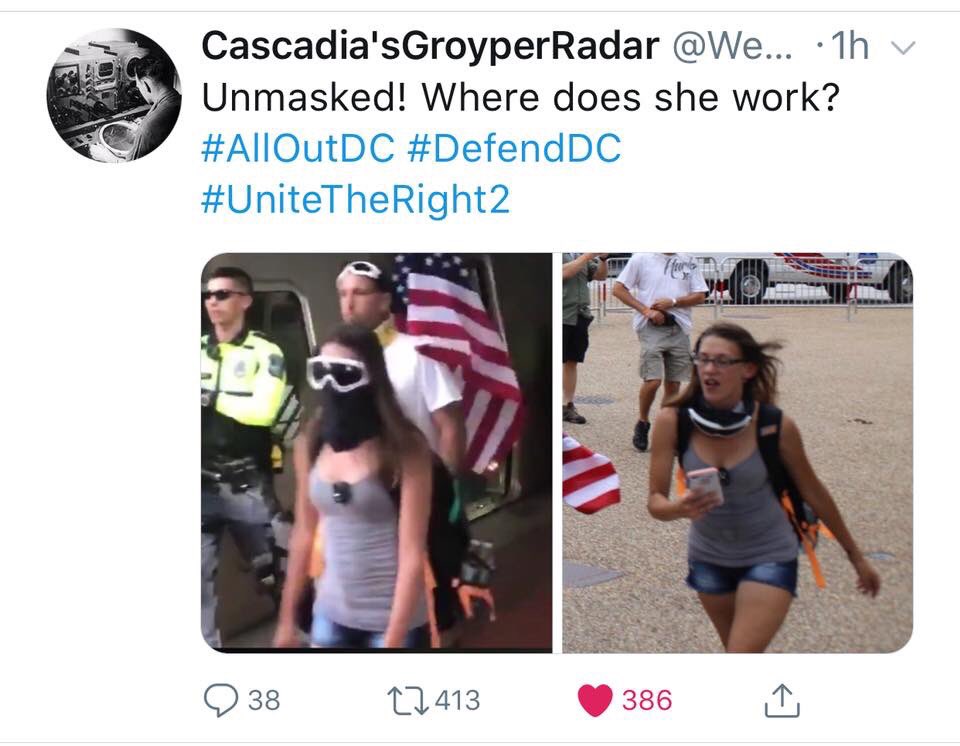 Cascadia'sGroyperRadar @We... · 1h
Unmasked! Where does she work?
#AllOutDC #DefendDC
#UniteTheRight2
38 413 386